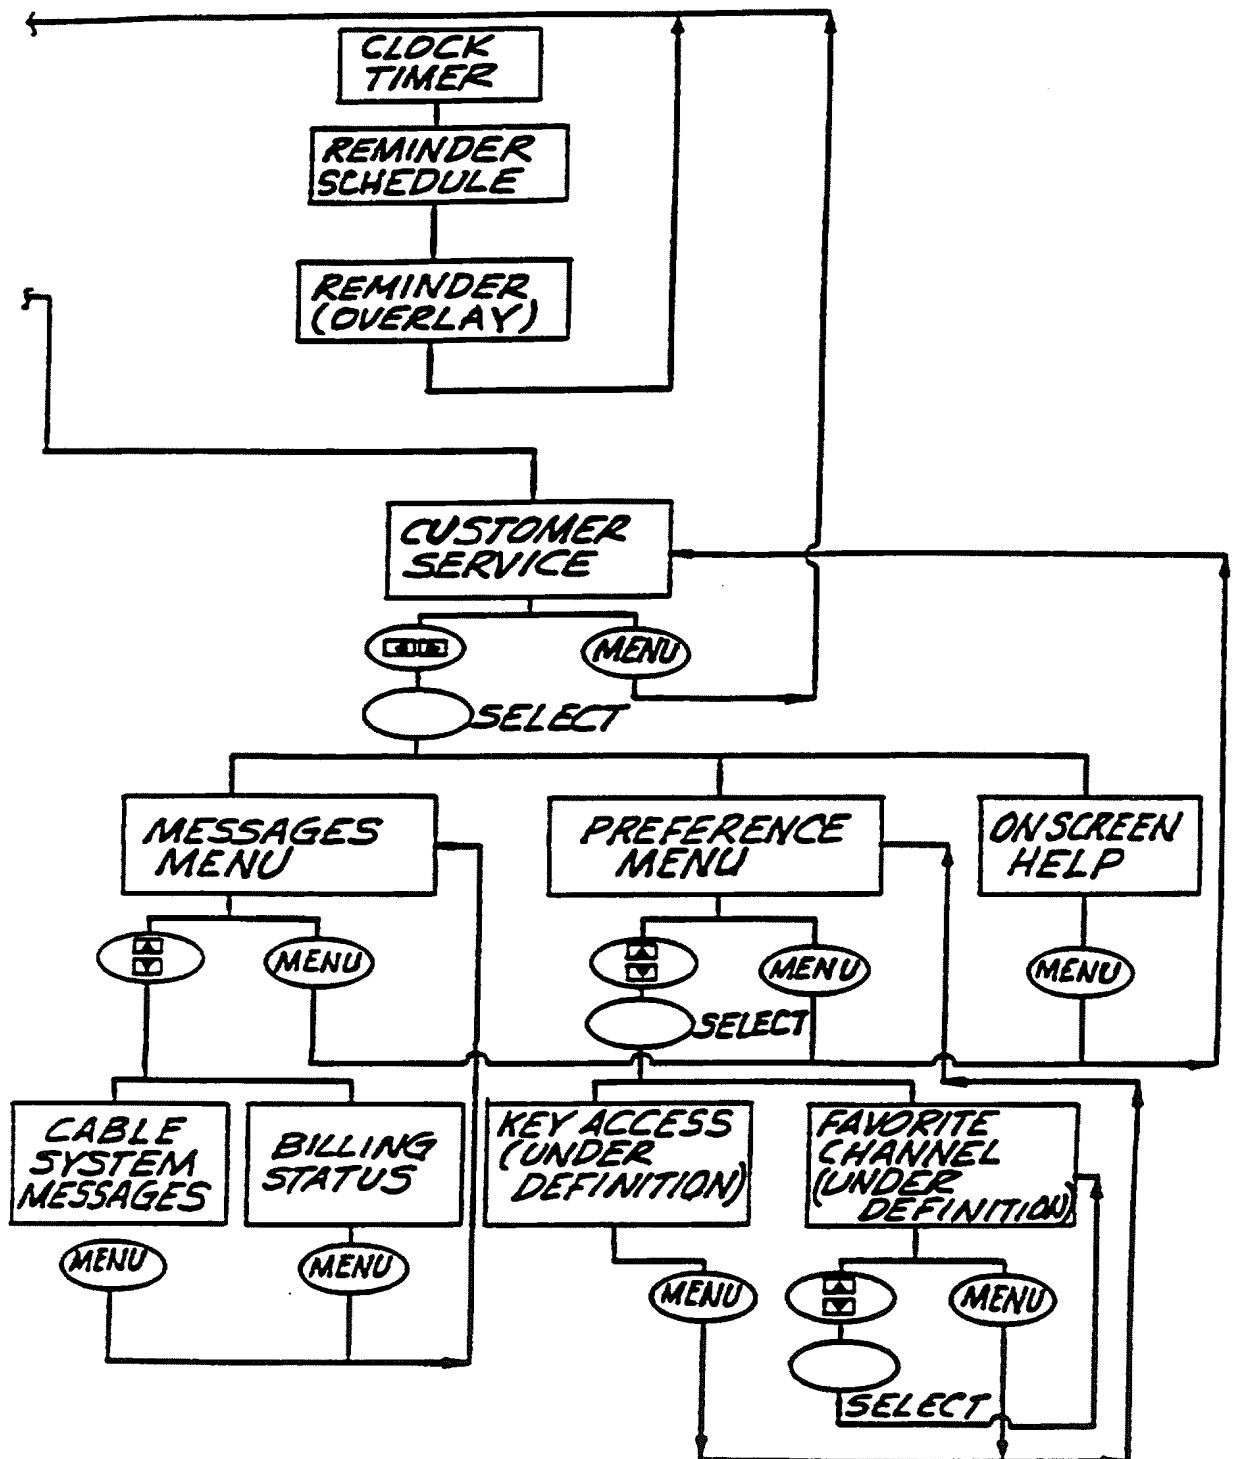 CLOCK
TIMER
REMINDER
SCHEDULE
REMINDER
(OVERLAY)
CUSTOMER
SERVICE
MENU
SELECT
MESSAGES
MENU
PREFERENCE
MENU
ON SCREEN
HELP
MENU
MENU
MENU
SELECT
CABLE
SYSTEM
MESSAGES
BILLING
STATUS
KEY ACCESS
(UNDER
DEFINITION)
FAVORITE
CHANNEL
(UNDER
DEFINITION)
MENU
MENU
MENU
MENU
SELECT